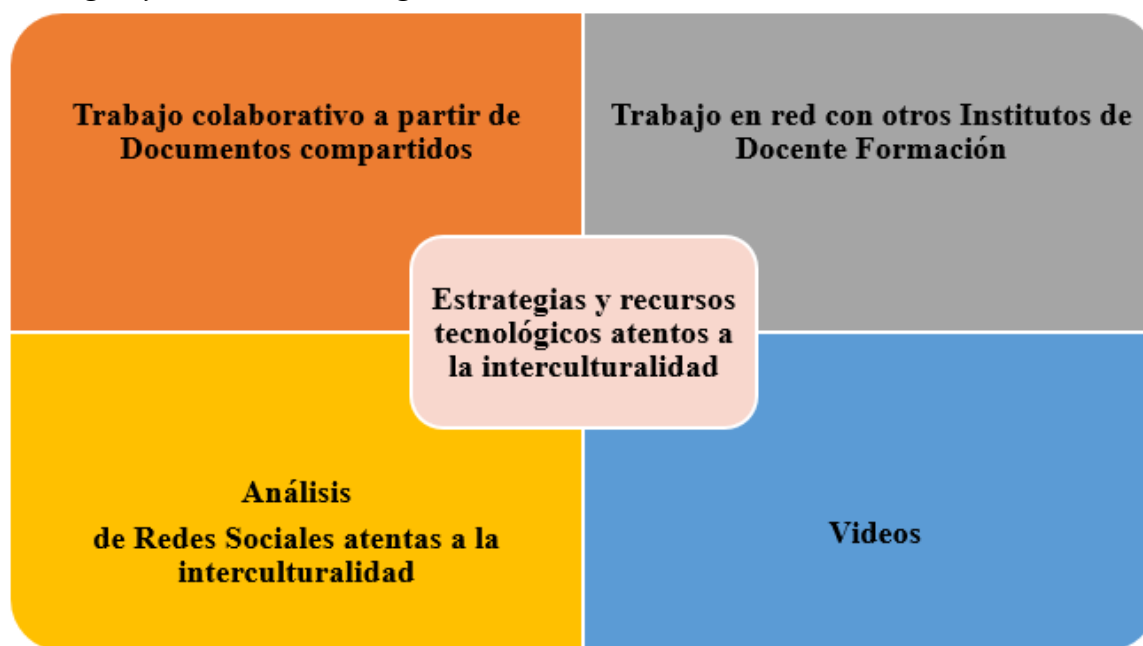 Trabajo colaborativo a partir de
Documentos compartidos
Trabajo en red con otros Institutos de
Docente Formación
Estrategias y recursos
tecnológicos atentos a
la interculturalidad
Análisis
de Redes Sociales atentas a la
interculturalidad
Videos